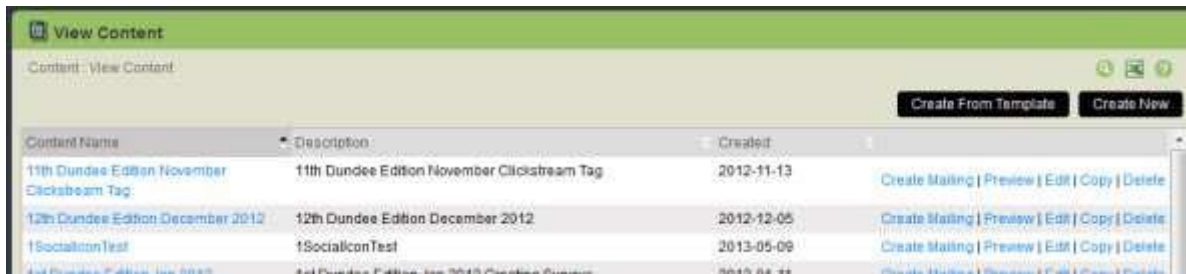 View Content
Content : View Content
Create From Template Create New
Content Name Description Created
11th Dundee Edition November 11th Dundee Edition November Clickstream Tag 2012-11-13
Clickstream Tag Create Mailing | Preview | Edit | Copy | Delete
12th Dundee Edition December 2012 12th Dundee Edition December 2012 2012-12-05 Create Mailing | Preview | Edit | Copy | Delete
1SocialIconTest 1SocialIconTest 2013-05-09 Create Mailing | Preview | Edit | Copy | Delete